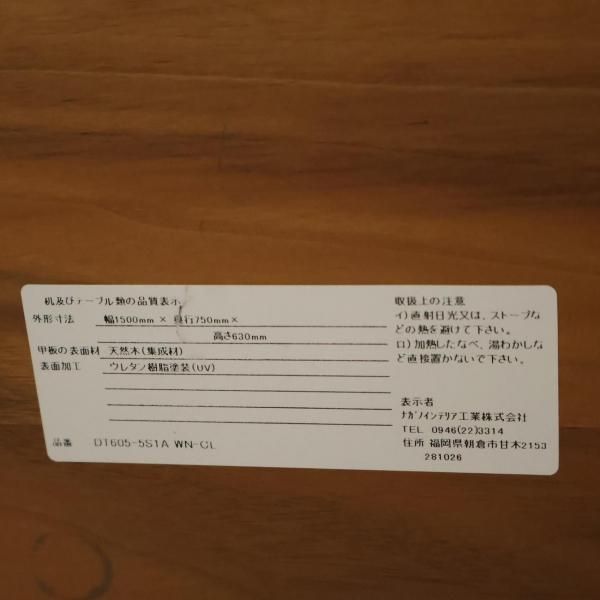 机及びテーブル類の品質表示
外形寸法 幅1500mm × 奥行750mm×
高さ630mm
甲板の表面材 天然木(集成材)
表面加工 ウレタン樹脂塗装(UV)
品番 DT605-5S1A WN-CL
取扱上の注意
イ)直射日光又は、ストーブな
どの熱を避けて下さい。
ロ)加熱したなべ、湯わかしな
ど直接置かないで下さい。
表示者
ナガノインテリア工業株式会社
TEL 0946(22)3314
住所 福岡県朝倉市甘木2153
281026